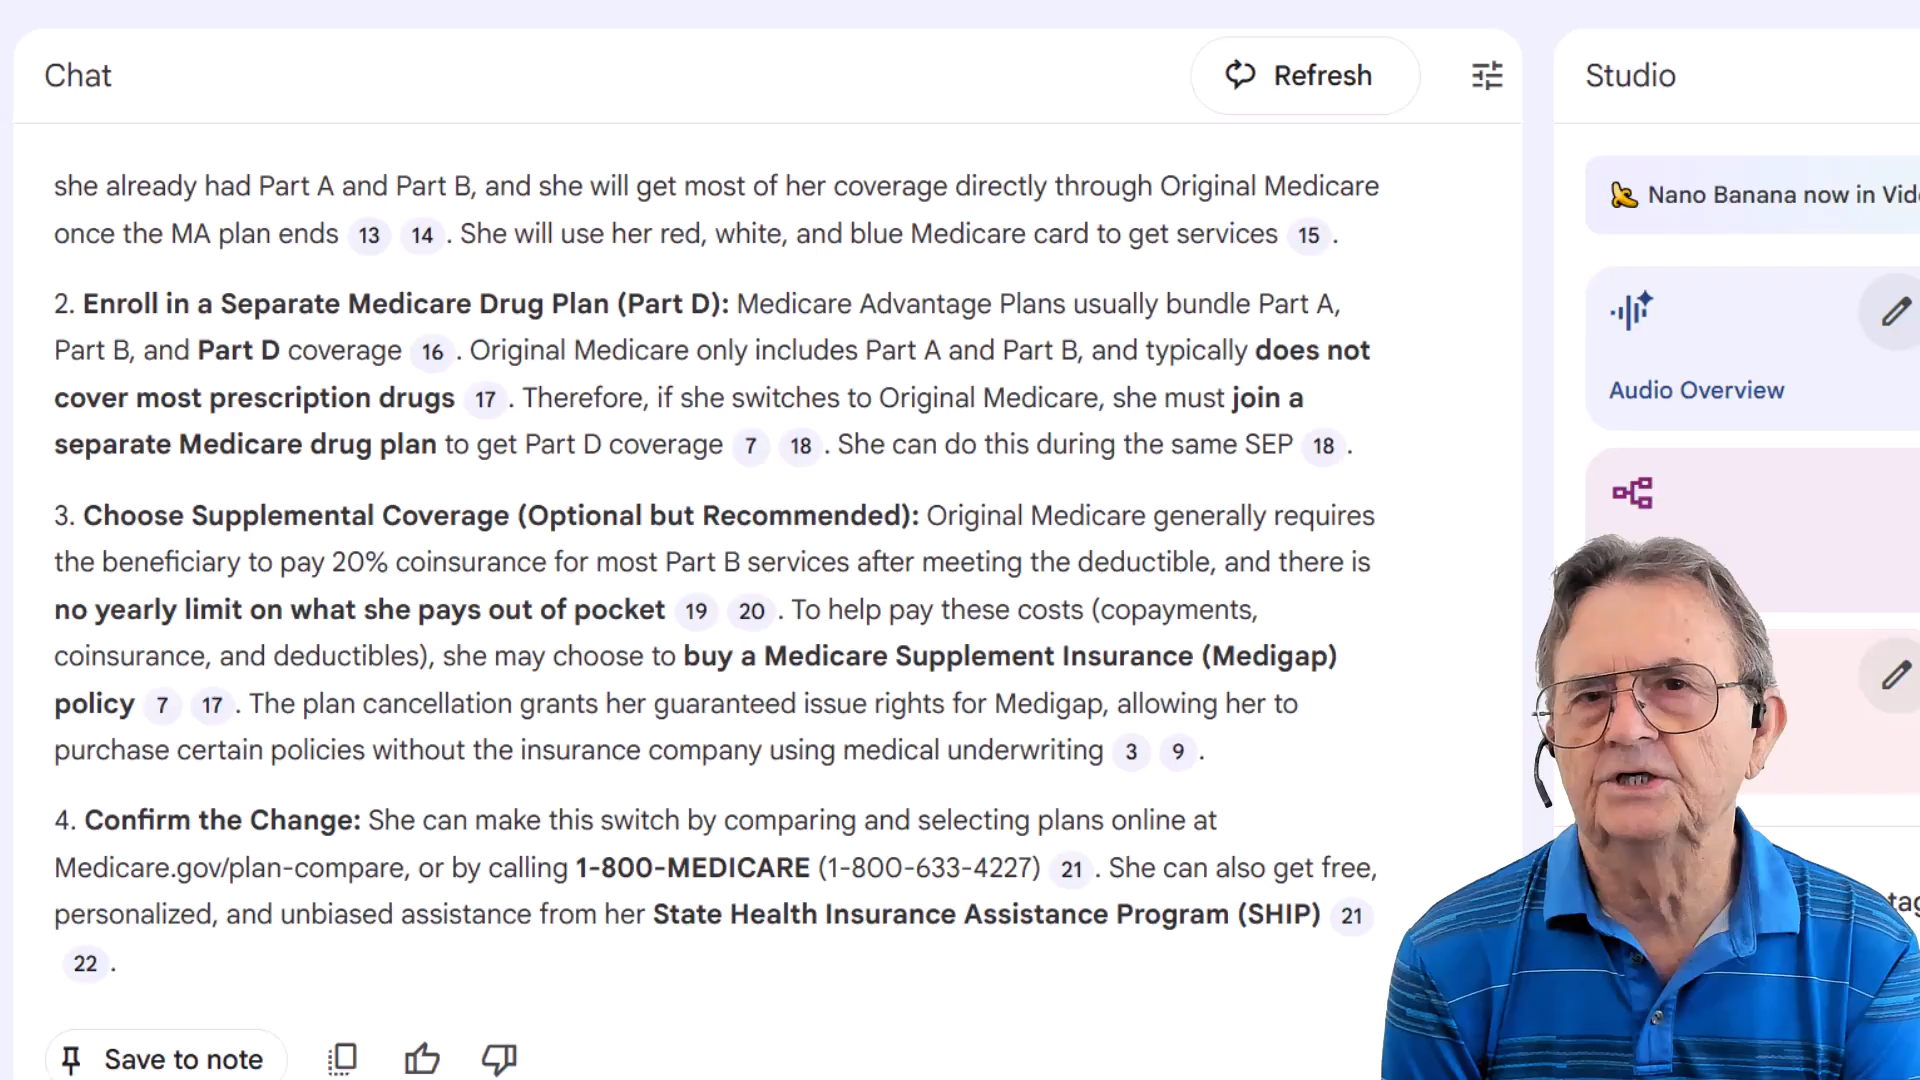 Chat
Refresh
Studio
she already had Part A and Part B, and she will get most of her coverage directly through Original Medicare
once the MA plan ends 13 14 . She will use her red, white, and blue Medicare card to get services 15 .
2. Enroll in a Separate Medicare Drug Plan (Part D): Medicare Advantage Plans usually bundle Part A,
Part B, and Part D coverage 16 . Original Medicare only includes Part A and Part B, and typically does not
cover most prescription drugs 17 . Therefore, if she switches to Original Medicare, she must join a
separate Medicare drug plan to get Part D coverage 7 18 . She can do this during the same SEP 18 .
3. Choose Supplemental Coverage (Optional but Recommended): Original Medicare generally requires
the beneficiary to pay 20% coinsurance for most Part B services after meeting the deductible, and there is
no yearly limit on what she pays out of pocket 19 20 . To help pay these costs (copayments,
coinsurance, and deductibles), she may choose to buy a Medicare Supplement Insurance (Medigap)
policy 7 17 . The plan cancellation grants her guaranteed issue rights for Medigap, allowing her to
purchase certain policies without the insurance company using medical underwriting 3 9 .
4. Confirm the Change: She can make this switch by comparing and selecting plans online at
Medicare.gov/plan-compare, or by calling 1-800-MEDICARE (1-800-633-4227) 21 . She can also get free,
personalized, and unbiased assistance from her State Health Insurance Assistance Program (SHIP) 21
22 .
Save to note
Nano Banana now in
Audio Overview